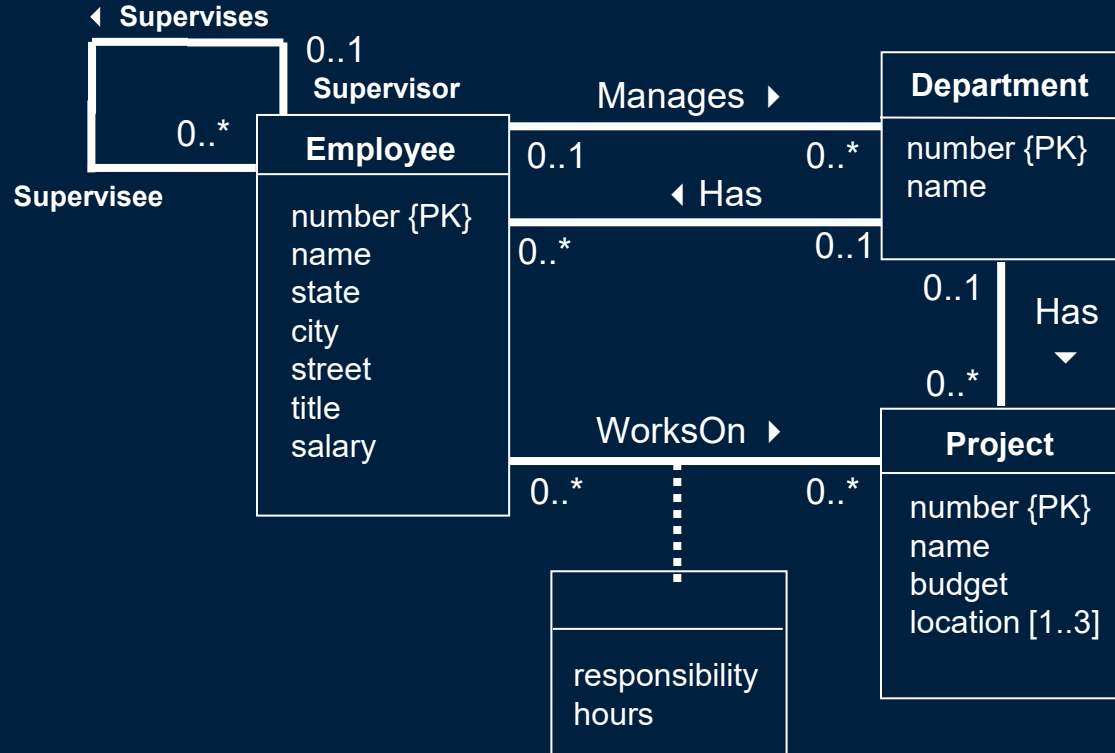 ◂ Supervises
0..1
Supervisor
0..*
Supervisee
Employee
number {PK}
name
state
city
street
title
salary
Manages ▸
0..1
0..*
◂ Has
0..*
0..1
Department
number {PK}
name
0..1
Has
▾
0..*
WorksOn ▸
0..*
0..*
Project
number {PK}
name
budget
location [1..3]
responsibility
hours